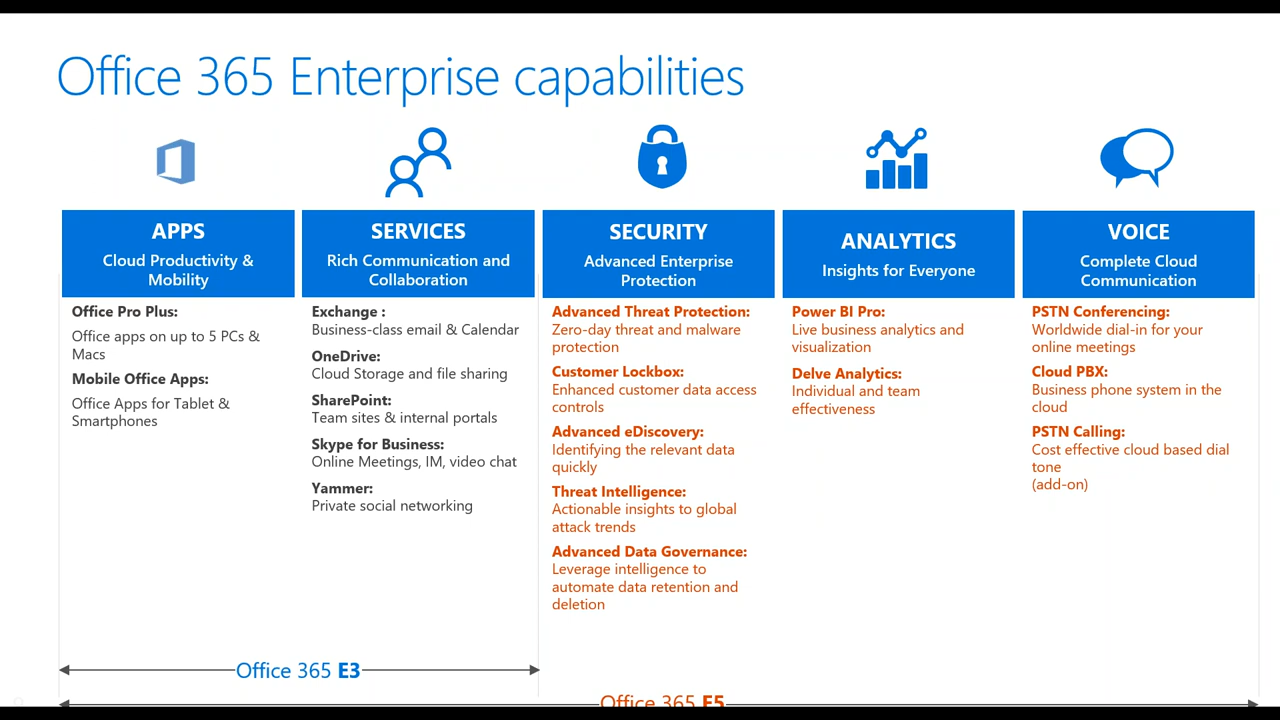 Office 365 Enterprise capabilities
APPS
Cloud Productivity &
Mobility
Office Pro Plus:
Office apps on up to 5 PCs &
Macs
Mobile Office Apps:
Office Apps for Tablet &
Smartphones
SERVICES
Rich Communication and
Collaboration
Exchange :
Business-class email & Calendar
OneDrive:
Cloud Storage and file sharing
SharePoint:
Team sites & internal portals
Skype for Business:
Online Meetings, IM, video chat
Yammer:
Private social networking
SECURITY
Advanced Enterprise
Protection
Advanced Threat Protection:
Zero-day threat and malware
protection
Customer Lockbox:
Enhanced customer data access
controls
Advanced eDiscovery:
Identifying the relevant data
quickly
Threat Intelligence:
Actionable insights to global
attack trends
Advanced Data Governance:
Leverage intelligence to
automate data retention and
deletion
ANALYTICS
Insights for Everyone
Power BI Pro:
Live business analytics and
visualization
Delve Analytics:
Individual and team
effectiveness
VOICE
Complete Cloud
Communication
PSTN Conferencing:
Worldwide dial-in for your
online meetings
Cloud PBX:
Business phone system in the
cloud
PSTN Calling:
Cost effective cloud based dial
tone
(add-on)
Office 365 E3
Office 365 E5